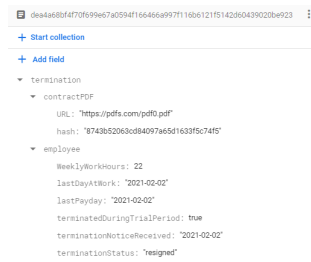 dea4a68bf4f70f699e67a0594f166466a997f116b6121f5142d60439020be923
+ Start collection
+ Add field
termination
contractPDF
URL: "https://pdfs.com/pdf0.pdf"
hash: "8743b52063cd84097a65d1633f5c74f5"
employee
WeeklyWorkHours: 22
lastDayAtWork: "2021-02-02"
lastPayday: "2021-02-02"
terminatedDuringTrialPeriod: true
terminationNoticeReceived: "2021-02-02"
terminationStatus: "resigned"